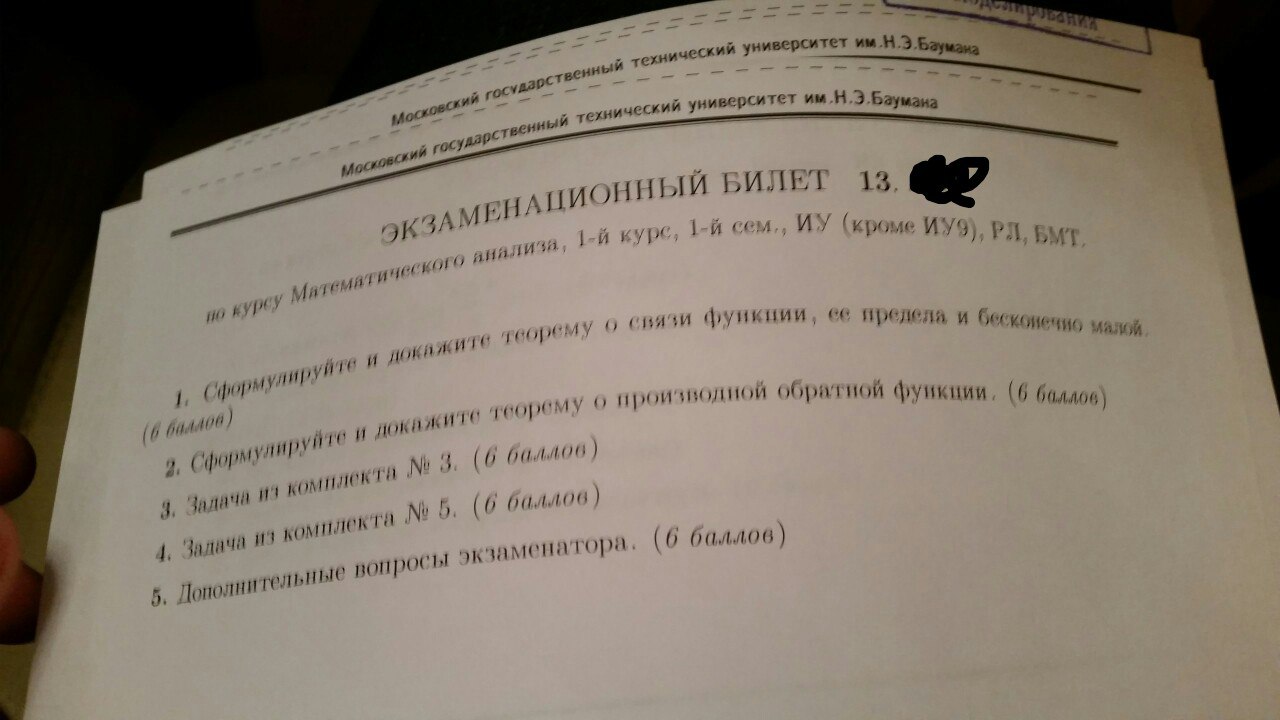 Московский государственный технический университет им.Н.Э.Баумана
Московский государственный технический университет им.Н.Э.Баумана
ЭКЗАМЕНАЦИОННЫЙ БИЛЕТ 13.
по курсу Математического анализа, 1-й курс, 1-й сем., ИУ (кроме ИУ9), РЛ, БМТ.
1. Сформулируйте и докажите теорему о связи функции, ее предела и бесконечно малой.
(6 баллов)
2. Сформулируйте и докажите теорему о производной обратной функции. (6 баллов)
3. Задача из комплекта № 3. (6 баллов)
4. Задача из комплекта № 5. (6 баллов)
5. Дополнительные вопросы экзаменатора. (6 баллов)